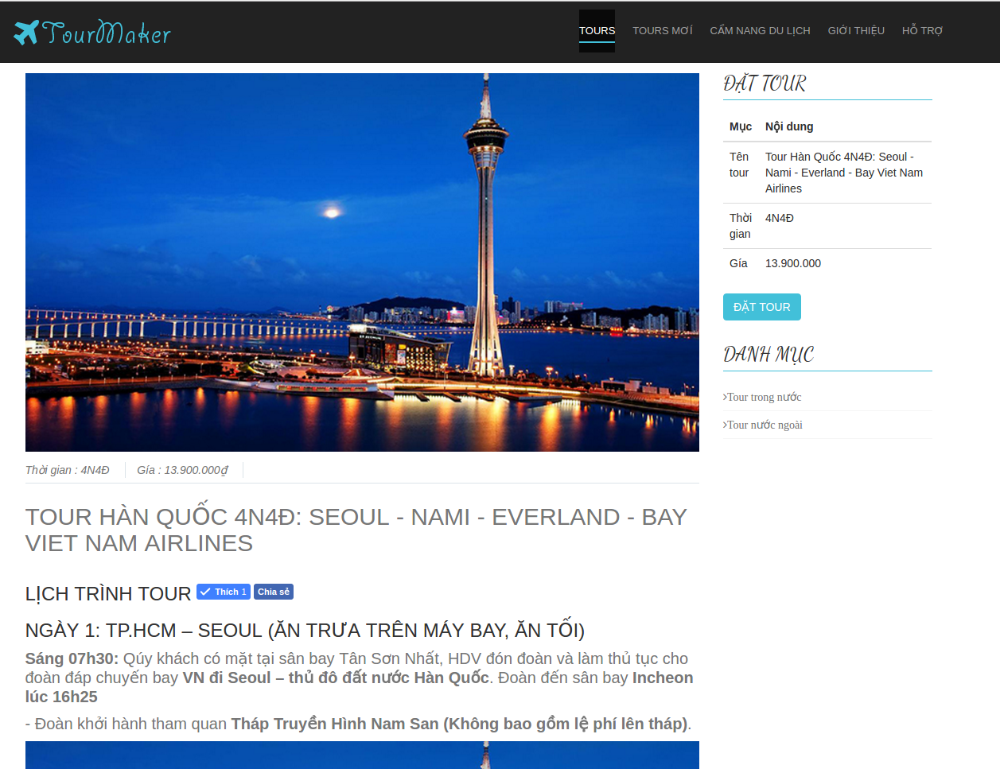 TourMaker
TOURS
TOURS MƠÍ
CẨM NANG DU LỊCH
GIỚI THIỆU
HỖ TRỢ
Thời gian : 4N4Đ
Gía : 13.900.000₫
TOUR HÀN QUỐC 4N4Đ: SEOUL - NAMI - EVERLAND - BAY
VIET NAM AIRLINES
LỊCH TRÌNH TOUR
Thích 1
Chia sẻ
NGÀY 1: TP.HCM – SEOUL (ĂN TRƯA TRÊN MÁY BAY, ĂN TỐI)
Sáng 07h30: Qúy khách có mặt tại sân bay Tân Sơn Nhất, HDV đón đoàn và làm thủ tục cho
đoàn đáp chuyến bay VN đi Seoul – thủ đô đất nước Hàn Quốc. Đoàn đến sân bay Incheon
lúc 16h25
- Đoàn khởi hành tham quan Tháp Truyền Hình Nam San (Không bao gồm lệ phí lên tháp).
ĐẶT TOUR
Mục Nội dung
Tên Tour Hàn Quốc 4N4Đ: Seoul -
tour Nami - Everland - Bay Viet Nam
Airlines
Thời 4N4Đ
gian
Gía 13.900.000
ĐẶT TOUR
DANH MỤC
Tour trong nước
Tour nước ngoài